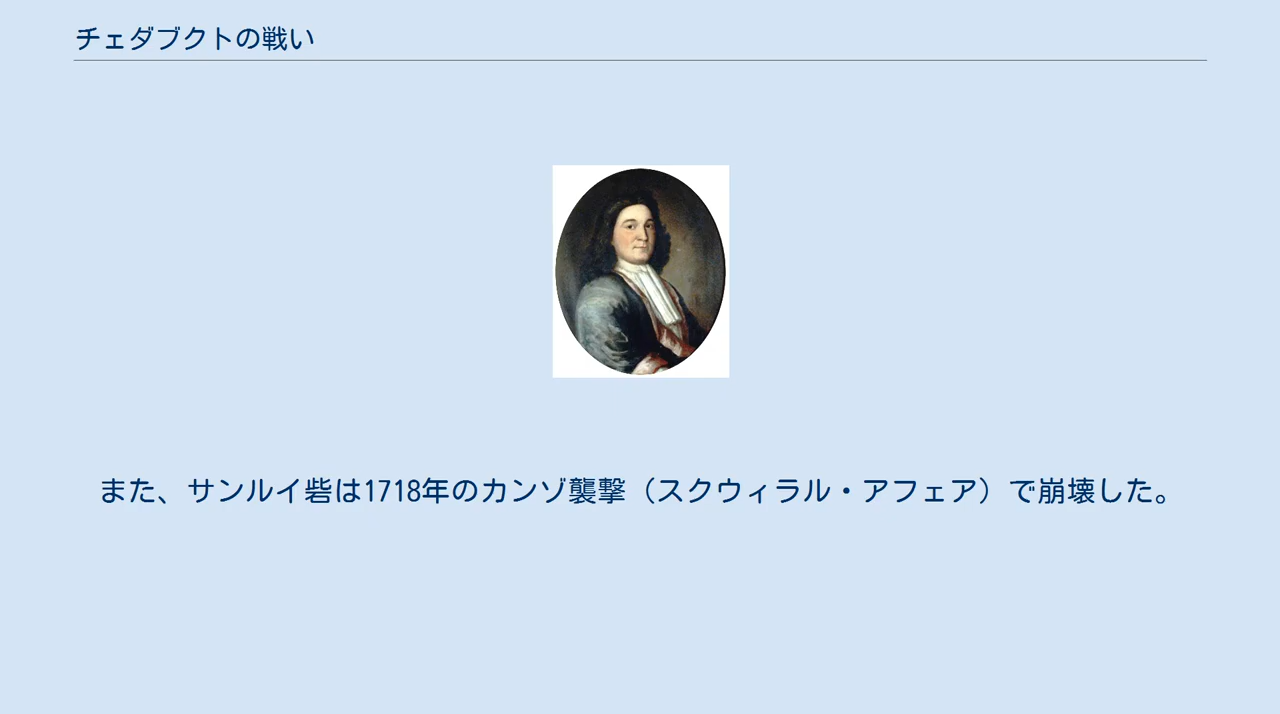 チェダブクトの戦い
また、サンルイ砦は1718年のカンゾ襲撃（スクウィラル・アフェア）で崩壊した。